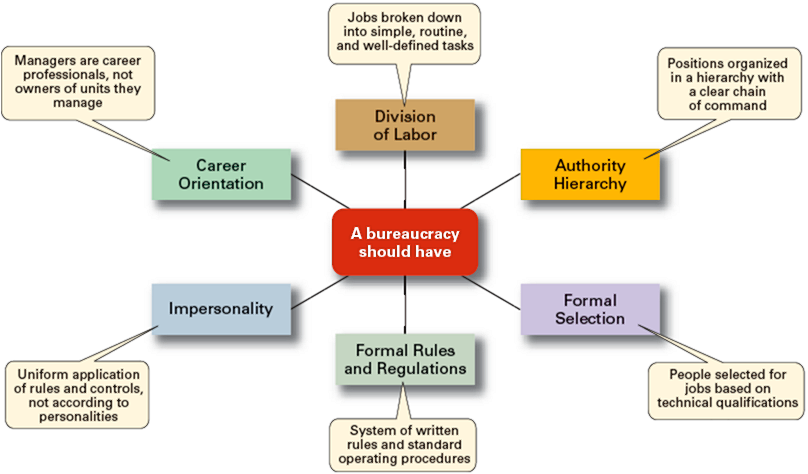 Jobs broken down
into simple, routine,
and well-defined tasks
Managers are career
professionals, not
owners of units they
manage
Positions organized
in a hierarchy with
a clear chain
of command
Division
of Labor
Career
Orientation
Authority
Hierarchy
A bureaucracy
should have
Impersonality
Formal
Selection
Formal Rules
and Regulations
Uniform application
of rules and controls,
not according to
personalities
People selected for
jobs based on
technical qualifications
System of written
rules and standard
operating procedures